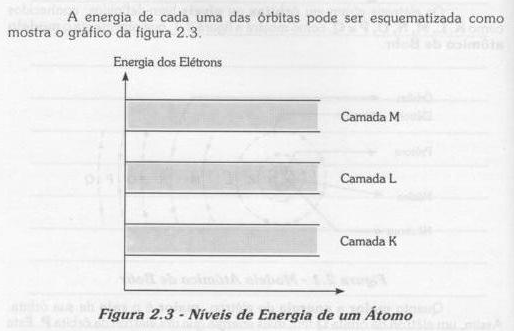 A energia de cada uma das órbitas pode ser esquematizada como
mostra o gráfico da figura 2.3.
Energia dos Elétrons
Camada M
Camada L
Camada K
Figura 2.3 - Níveis de Energia de um Átomo